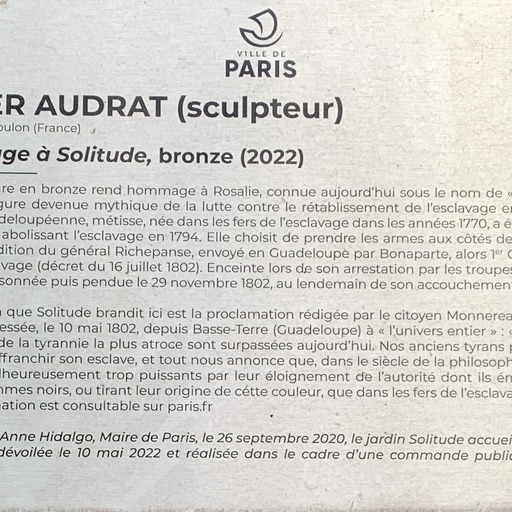 VILLE DE
PARIS
ER AUDRAT (sculpteur)
oulon (France)
ge à Solitude, bronze (2022)
re en bronze rend hommage à Rosalie, connue aujourd'hui sous le nom de «
gure devenue mythique de la lutte contre le rétablissement de l'esclavage e
deloupéenne, métisse, née dans les fers de l'esclavage dans les années 1770, a é
abolissant l'esclavage en 1794. Elle choisit de prendre les armes aux côtés de
dition du général Richepanse, envoyé en Guadeloupe par Bonaparte, alors 1er C
vage (décret du 16 juillet 1802). Enceinte lors de son arrestation par les troupes
sonnée puis pendue le 29 novembre 1802, au lendemain de son accouchemen
que Solitude brandit ici est la proclamation rédigée par le citoyen Monnerea
essée, le 10 mai 1802, depuis Basse-Terre (Guadeloupe) à « l'univers entier » : «
de la tyrannie la plus atroce sont surpassées aujourd'hui. Nos anciens tyrans p
ffranchir son esclave, et tout nous annonce que, dans le siècle de la philosoph
lheureusement trop puissants par leur éloignement de l'autorité dont ils ém
mmes noirs, ou tirant leur origine de cette couleur, que dans les fers de l'esclava
ation est consultable sur paris.fr
Anne Hidalgo, Maire de Paris, le 26 septembre 2020, le jardin Solitude accuei
dévoilée le 10 mai 2022 et réalisée dans le cadre d'une commande public